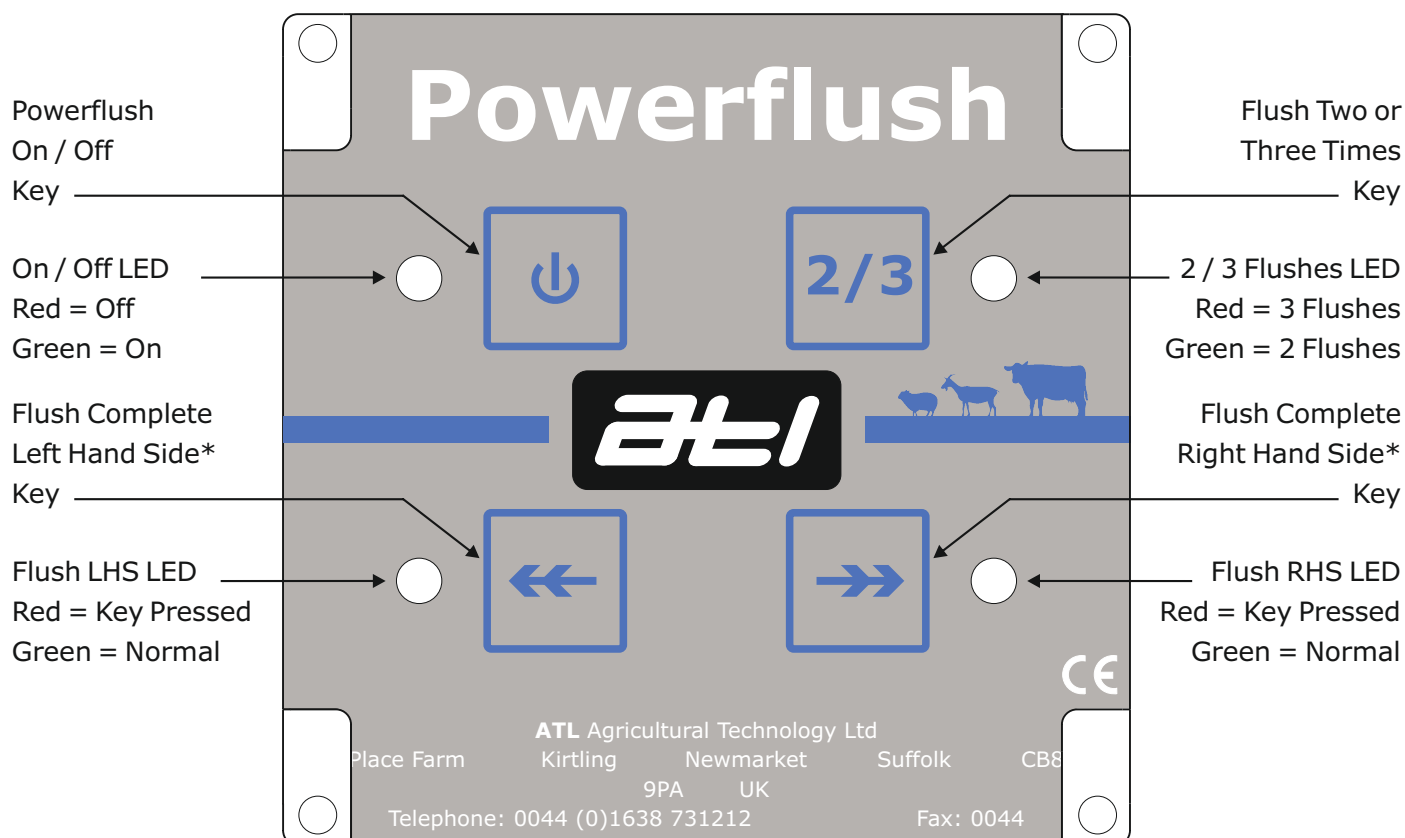 Powerflush
Powerflush
On / Off
Key
Flush Two or
Three Times
Key
2/3
On / Off LED
Red = Off
Green = On
2 / 3 Flushes LED
Red = 3 Flushes
Green = 2 Flushes
atl
Flush Complete
Left Hand Side*
Key
Flush Complete
Right Hand Side*
Key
Flush LHS LED
Red = Key Pressed
Green = Normal
Flush RHS LED
Red = Key Pressed
Green = Normal
CE
ATL Agricultural Technology Ltd
Place Farm Kirtling Newmarket Suffolk CB8
9PA UK
Telephone: 0044 (0)1638 731212 Fax: 0044